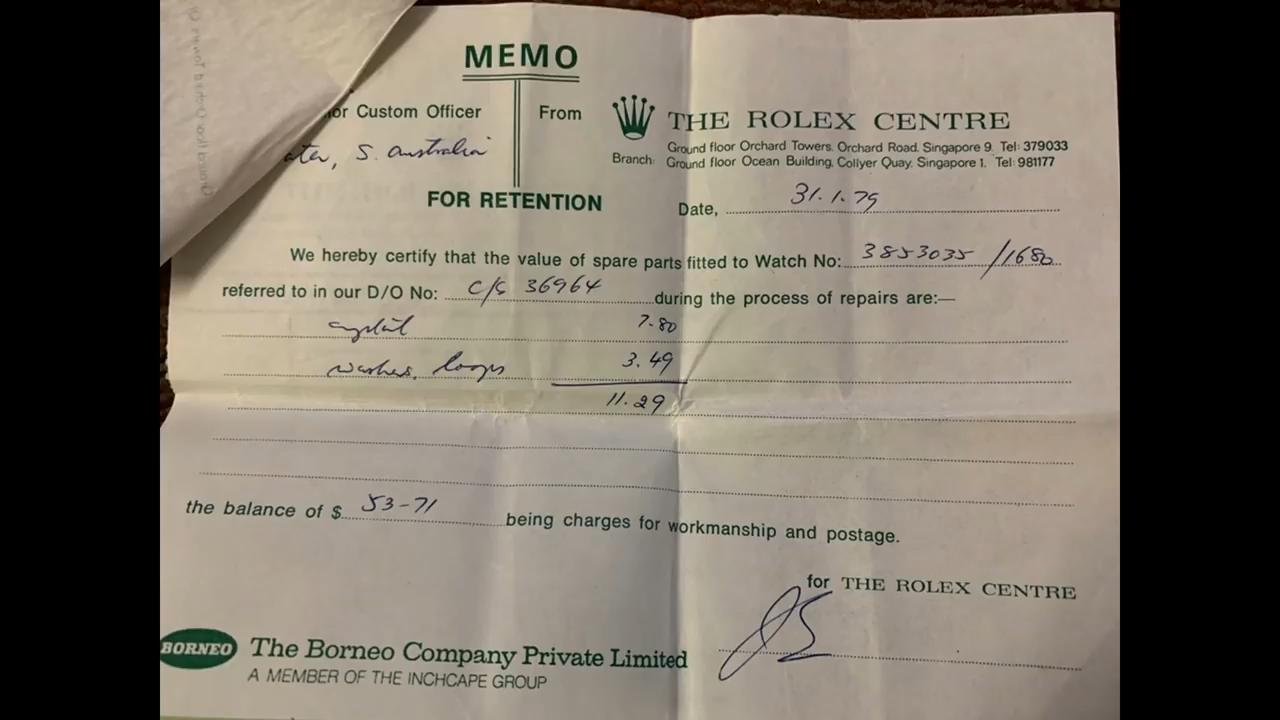 MEMO
or Custom Officer
From
THE ROLEX CENTRE
Ground floor Orchard Towers. Orchard Road. Singapore 9. Tel: 379033
Branch: Ground floor Ocean Building. Collyer Quay. Singapore 1. Tel: 981177
S. Australia
FOR RETENTION
Date, 31.1.79
We hereby certify that the value of spare parts fitted to Watch No: 3853035 /1680
referred to in our D/O No: C/S 36964 during the process of repairs are:—
crystal 7.80
washers, loops 3.49
11.29
the balance of $ 53-71 being charges for workmanship and postage.
for THE ROLEX CENTRE
BORNEO The Borneo Company Private Limited
A MEMBER OF THE INCHCAPE GROUP